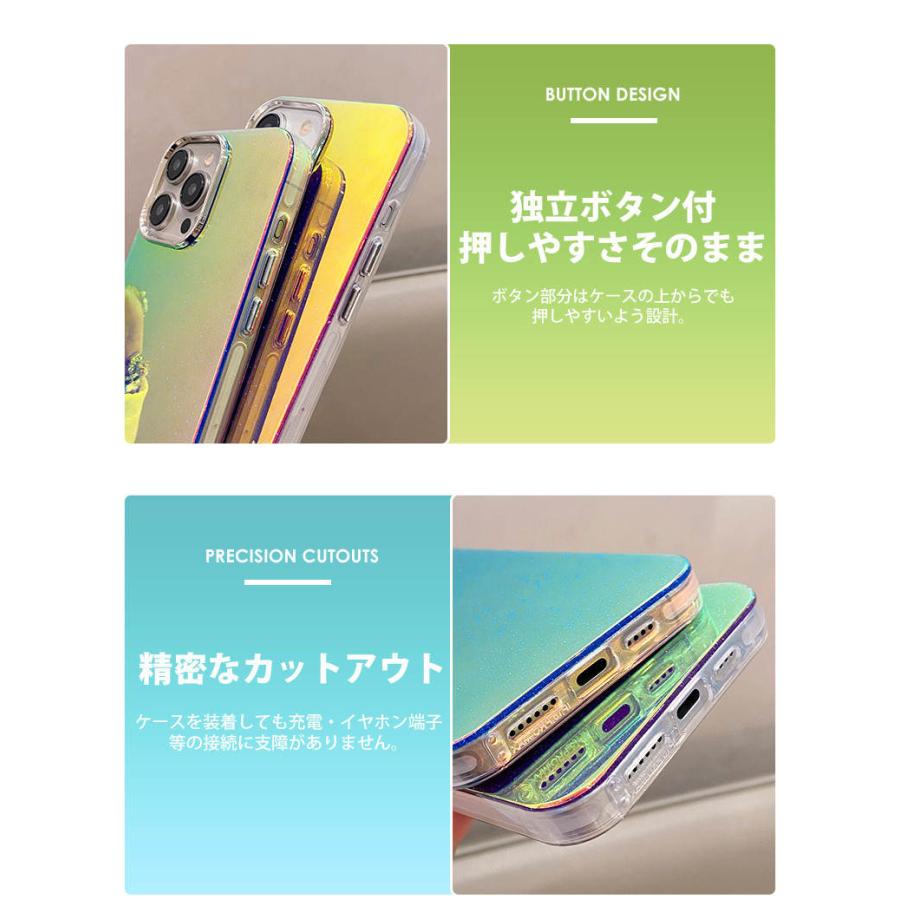 BUTTON DESIGN
独立ボタン付
押しやすさそのまま
ボタン部分はケースの上からでも
押しやすいよう設計。
PRECISION CUTOUTS
精密なカットアウト
ケースを装着しても充電・イヤホン端子
等の接続に支障がありません。